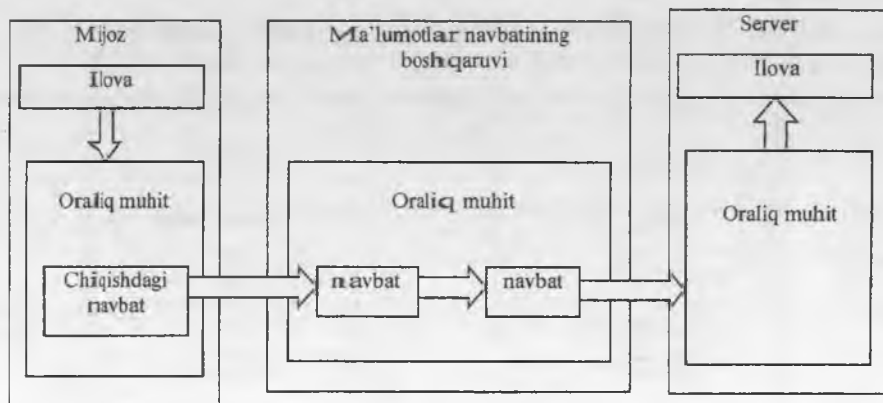 Mijoz
Ilova
Oraliq muhit
Chiqishdagi
navbat
Ma'lumotlar navbatining
boshqaruvi
Oraliq muhit
navbat
navbat
Server
Ilova
Oraliq muhit